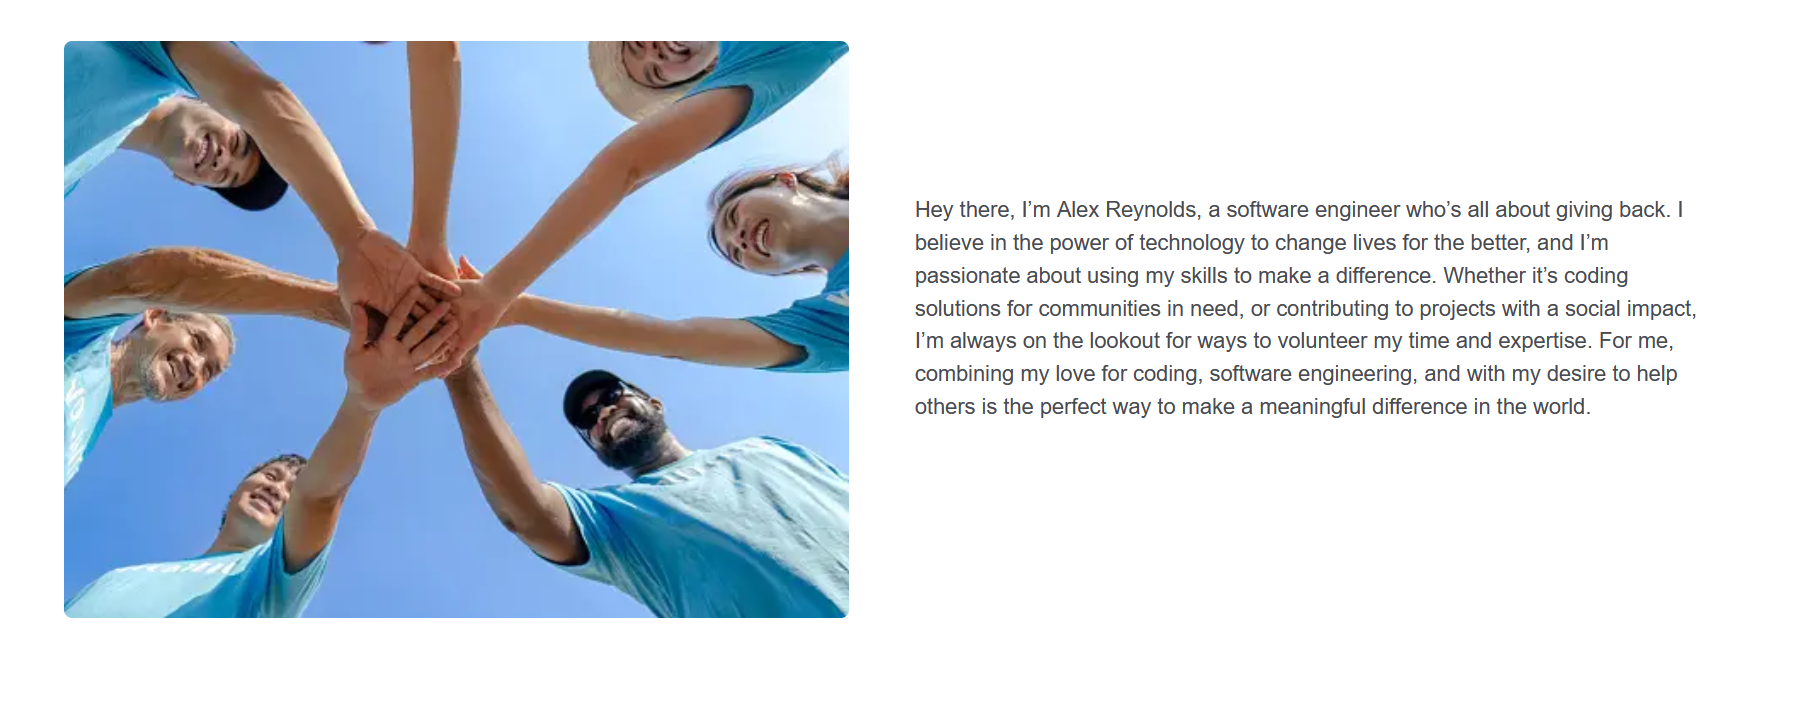 Hey there, I’m Alex Reynolds, a software engineer who’s all about giving back. I
believe in the power of technology to change lives for the better, and I’m
passionate about using my skills to make a difference. Whether it’s coding
solutions for communities in need, or contributing to projects with a social impact,
I’m always on the lookout for ways to volunteer my time and expertise. For me,
combining my love for coding, software engineering, and with my desire to help
others is the perfect way to make a meaningful difference in the world.